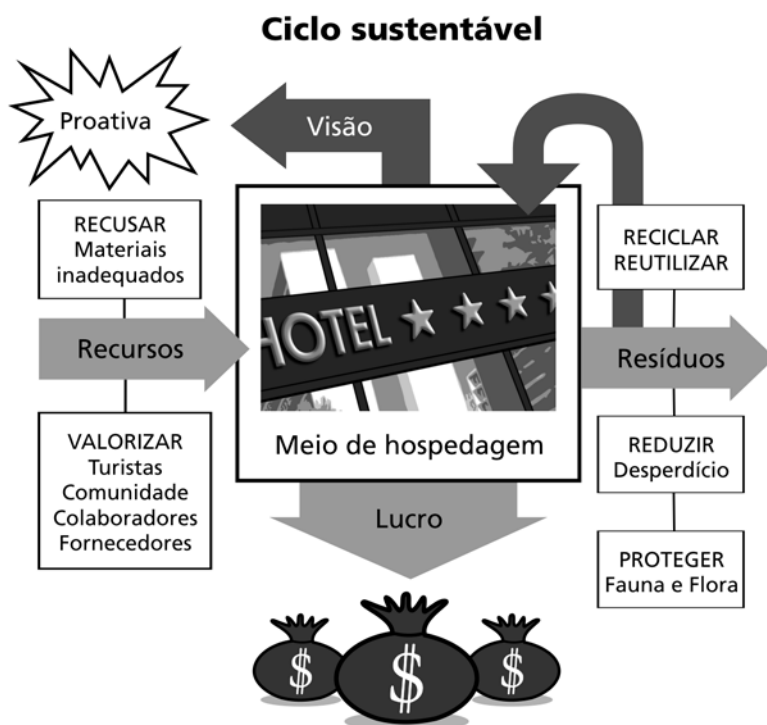 Ciclo sustentável
Proativa
Visão
RECUSAR
Materiais
inadequados
RECICLAR
REUTILIZAR
HOTEL
Recursos
Resíduos
Meio de hospedagem
VALORIZAR
Turistas
Comunidade
Colaboradores
Fornecedores
REDUZIR
Desperdício
Lucro
PROTEGER
Fauna e Flora
$
$
$